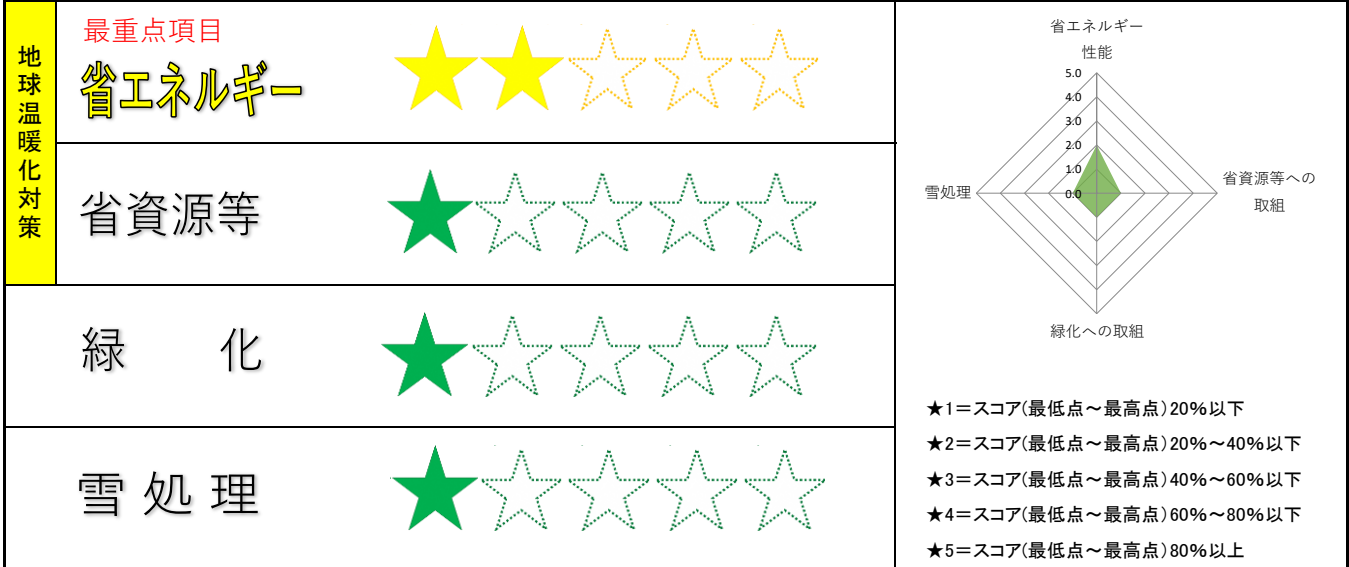 地球温暖化対策
最重点項目
省エネルギー
省資源等
緑　化
雪処理
省エネルギー
性能
5.0
4.0
3.0
2.0
1.0
0.0
雪処理
省資源等への
取組
緑化への取組
★1＝スコア(最低点～最高点)20%以下
★2＝スコア(最低点～最高点)20%～40%以下
★3＝スコア(最低点～最高点)40%～60%以下
★4＝スコア(最低点～最高点)60%～80%以下
★5＝スコア(最低点～最高点)80%以上